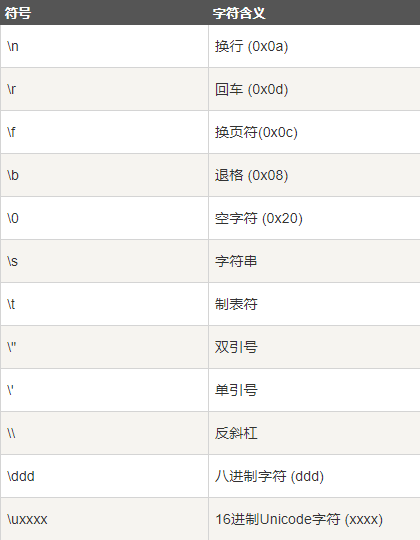 符号 字符含义
\n 换行 (0x0a)
\r 回车 (0x0d)
\f 换页符(0x0c)
\b 退格 (0x08)
\0 空字符 (0x20)
\s 字符串
\t 制表符
\" 双引号
\' 单引号
\\ 反斜杠
\ddd 八进制字符 (ddd)
\uxxxx 16进制Unicode字符 (xxxx)